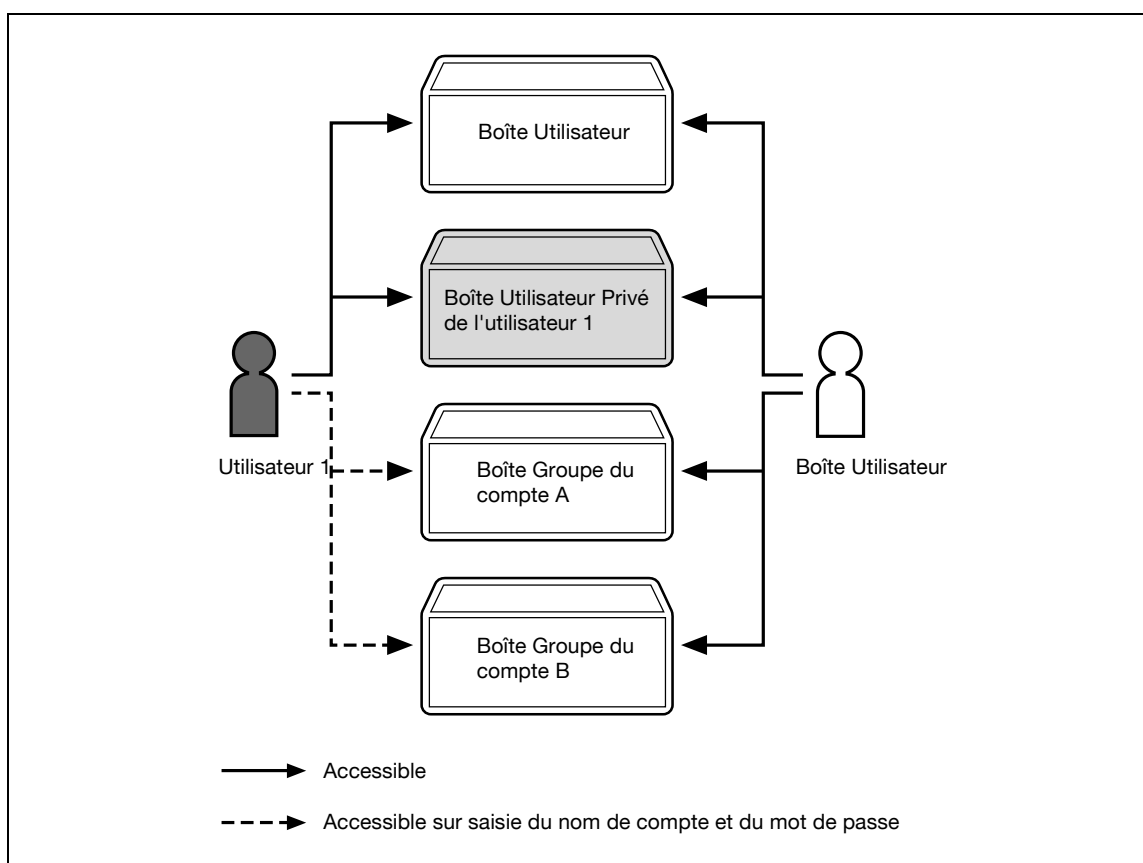 Boîte Utilisateur
Boîte Utilisateur Privé
de l'utilisateur 1
Utilisateur 1
Boîte Groupe du
compte A
Boîte Utilisateur
Boîte Groupe du
compte B
Accessible
Accessible sur saisie du nom de compte et du mot de passe